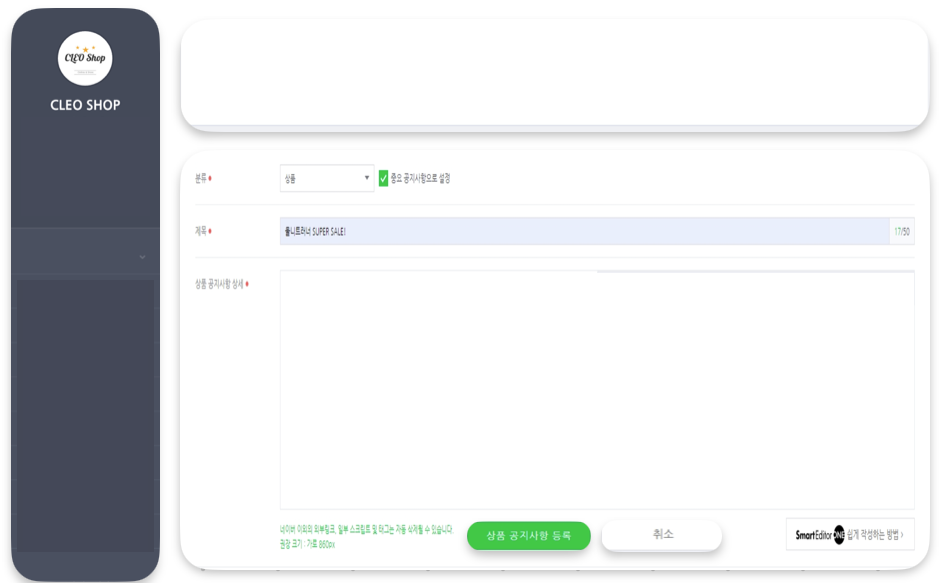 CLEO Shop
CLEO SHOP
분류
상품
중요 공지사항으로 설정
제목
폴니트러너 SUPER SALE!
17/50
상품 공지사항 상세
네이버 이외의 외부링크, 일부 스크립트 및 태그는 자동 삭제될 수 있습니다.
권장 크기 : 가로 860px
상품 공지사항 등록
취소
SmartEditor ONE 쉽게 작성하는 방법 ›